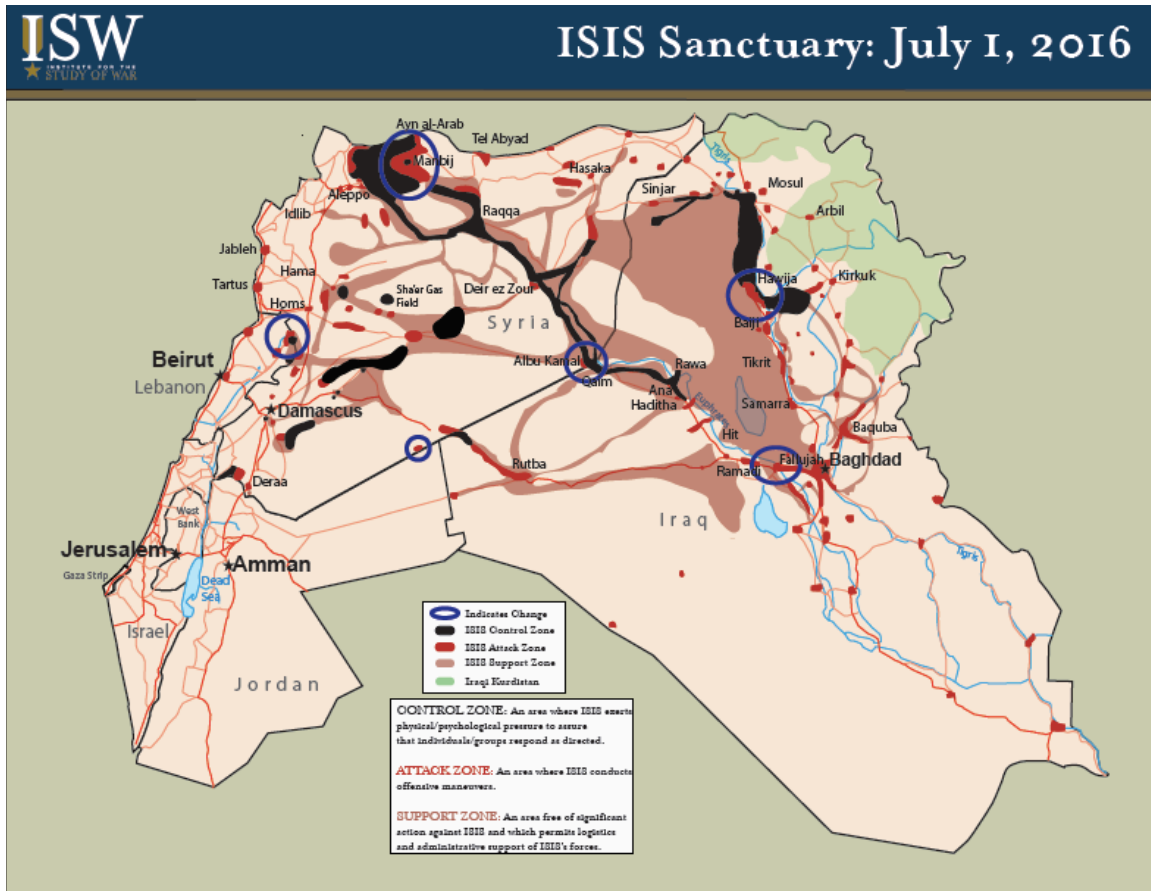 ISW
INSTITUTE FOR THE
STUDY OF WAR
ISIS Sanctuary: July 1, 2016
Ayn al-Arab
Tel Abyad
Manbij
Hasaka
Tigris
Mosul
Sinjar
Aleppo
Idlib
Raqqa
Arbil
Jableh
Hama
Tartus
Homs
Sha'er Gas
Field
Deir ez Zour
Hawija
Kirkuk
Syria
Baiji
Beirut
Lebanon
Albu Kamal
Qaim
Rawa
Tikrit
Ana
Haditha
Euphrates
Samarra
Damascus
Hit
Baquba
Rutba
Ramadi
Fallujah
Baghdad
Deraa
West
Bank
Iraq
Jerusalem
Amman
Gaza Strip
Dead
Sea
Tigris
Israel
Jordan
Indicates Change
ISIS Control Zone
ISIS Attack Zone
ISIS Support Zone
Iraqi Kurdistan
CONTROL ZONE: An area where ISIS exerts
physical/psychological pressure to assure
that individuals/groups respond as directed.
ATTACK ZONE: An area where ISIS conducts
offensive maneuvers.
SUPPORT ZONE: An area free of significant
action against ISIS and which permits logistics
and administrative support of ISIS's forces.